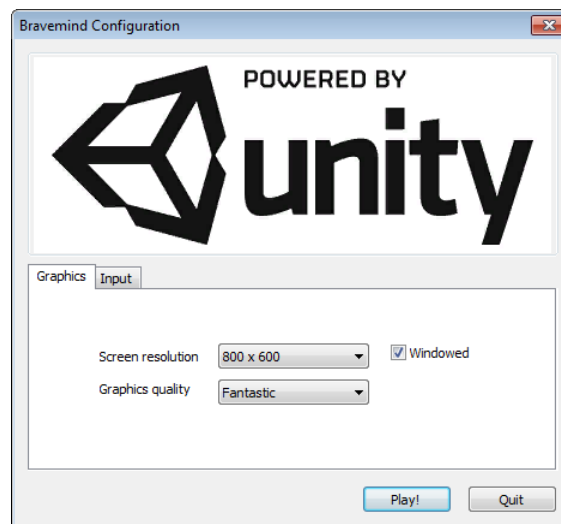 Bravemind Configuration
POWERED BY
unity
Graphics Input
Screen resolution 800 x 600 Windowed
Graphics quality Fantastic
Play! Quit